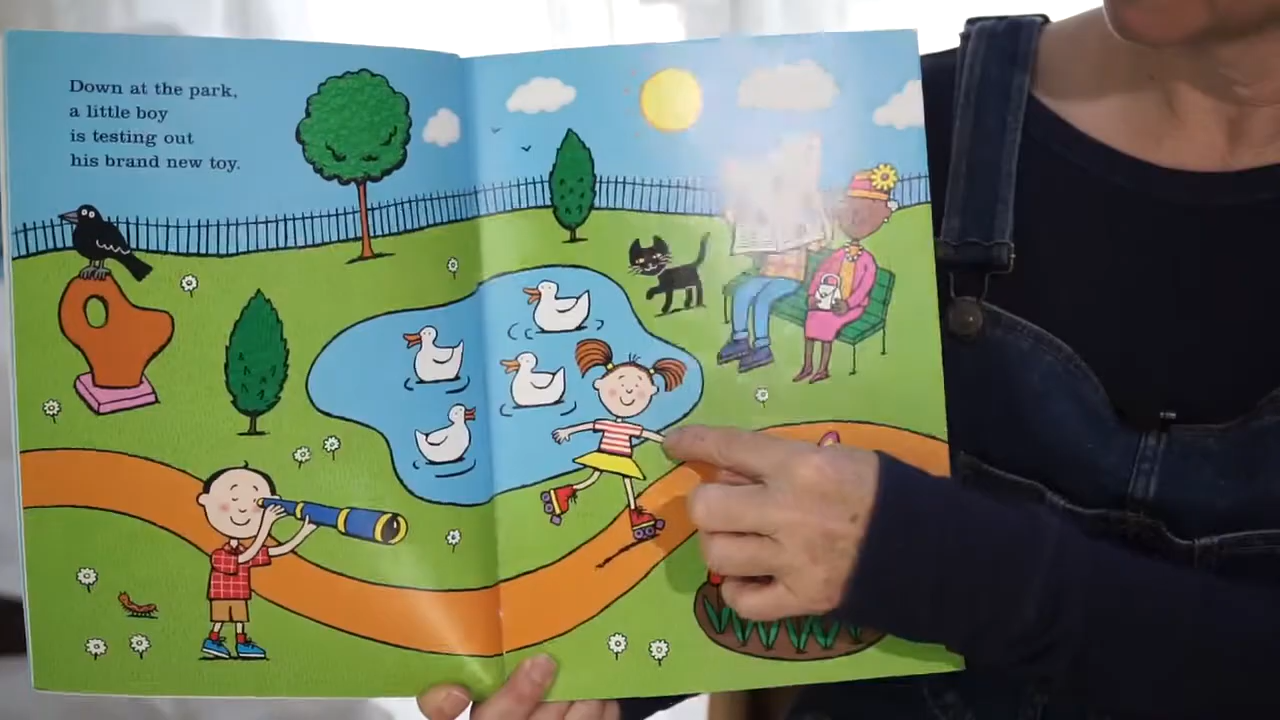 Down at the park,
a little boy
is testing out
his brand new toy.